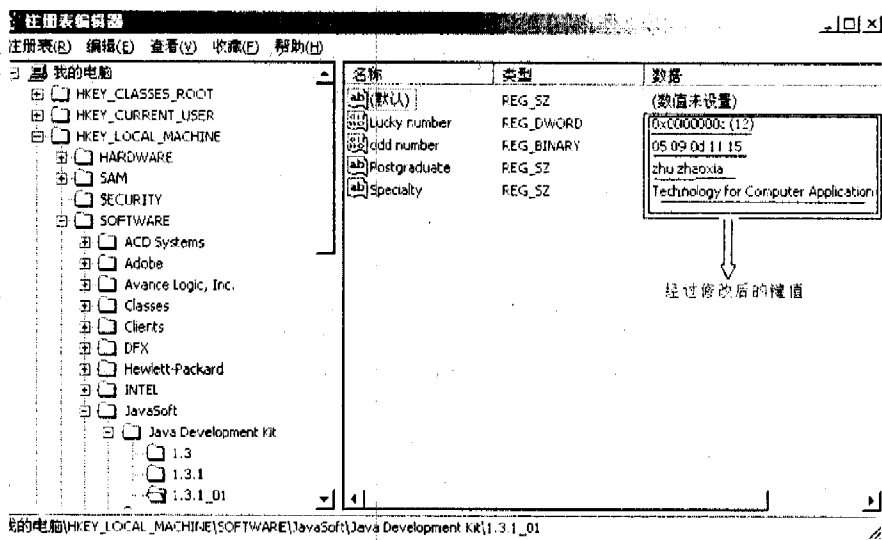 注册表编辑器
注册表(R) 编辑(E) 查看(V) 收藏(F) 帮助(H)
我的电脑
HKEY_CLASSES_ROOT
HKEY_CURRENT_USER
HKEY_LOCAL_MACHINE
HARDWARE
SAM
SECURITY
SOFTWARE
ACD Systems
Adobe
Avance Logic, Inc.
Classes
Clients
DFX
Hewlett-Packard
INTEL
JavaSoft
Java Development Kit
1.3
1.3.1
1.3.1_01
名称 类型 数据
(默认) REG_SZ (数值未设置)
Lucky number REG_DWORD 0x0000000c (12)
odd number REG_BINARY 05 09 0d 11 15
Postgraduate REG_SZ zhu zhaoxia
Specialty REG_SZ Technology for Computer Application
经过修改后的键值
我的电脑\HKEY_LOCAL_MACHINE\SOFTWARE\JavaSoft\Java Development Kit\1.3.1_01